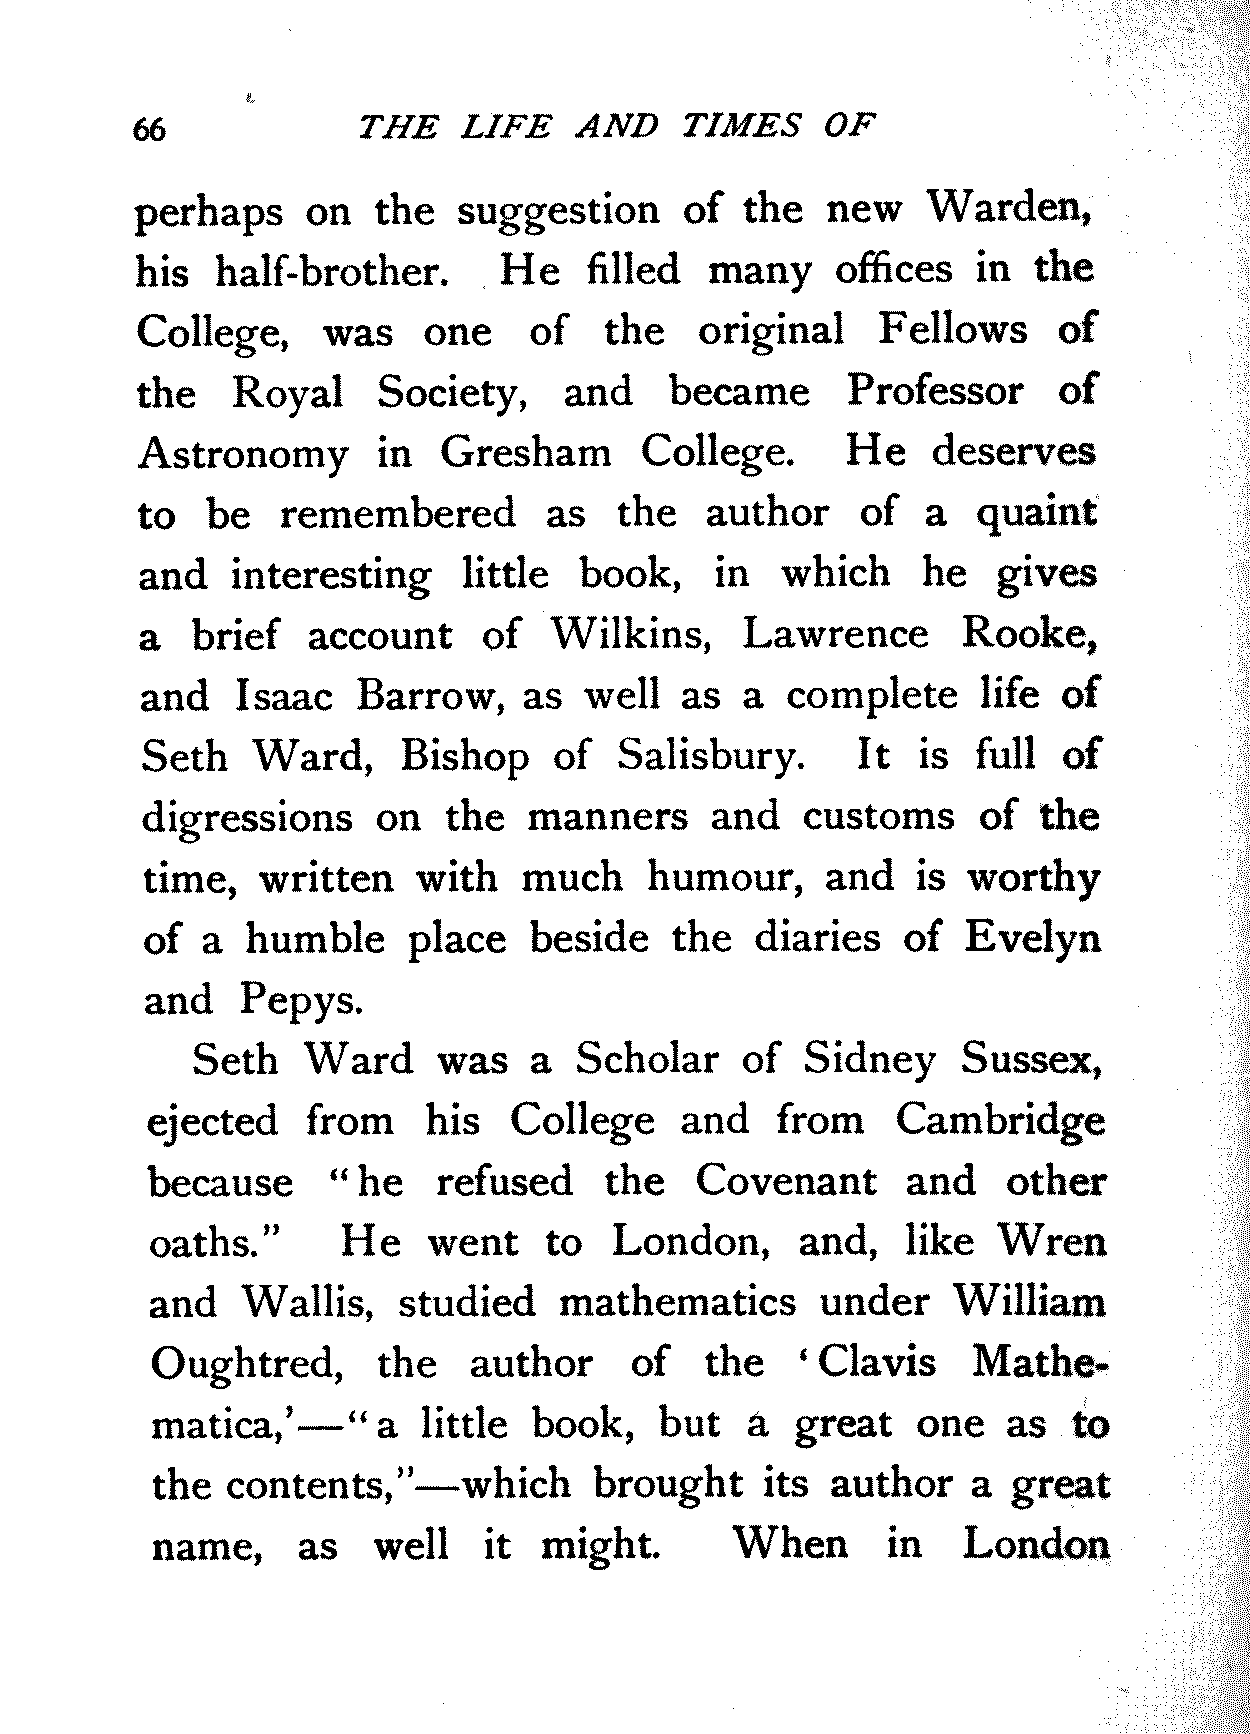 66 THE LIFE AND TIMES OF
perhaps on the suggestion of the new Warden,
his half-brother. He filled many offices in the
College, was one of the original Fellows of
the Royal Society, and became Professor of
Astronomy in Gresham College. He deserves
to be remembered as the author of a quaint
and interesting little book, in which he gives
a brief account of Wilkins, Lawrence Rooke,
and Isaac Barrow, as well as a complete life of
Seth Ward, Bishop of Salisbury. It is full of
digressions on the manners and customs of the
time, written with much humour, and is worthy
of a humble place beside the diaries of Evelyn
and Pepys.
Seth Ward was a Scholar of Sidney Sussex,
ejected from his College and from Cambridge
because "he refused the Covenant and other
oaths." He went to London, and, like Wren
and Wallis, studied mathematics under William
Oughtred, the author of the 'Clavis Mathe-
matica,'—"a little book, but a great one as to
the contents,"—which brought its author a great
name, as well it might. When in London